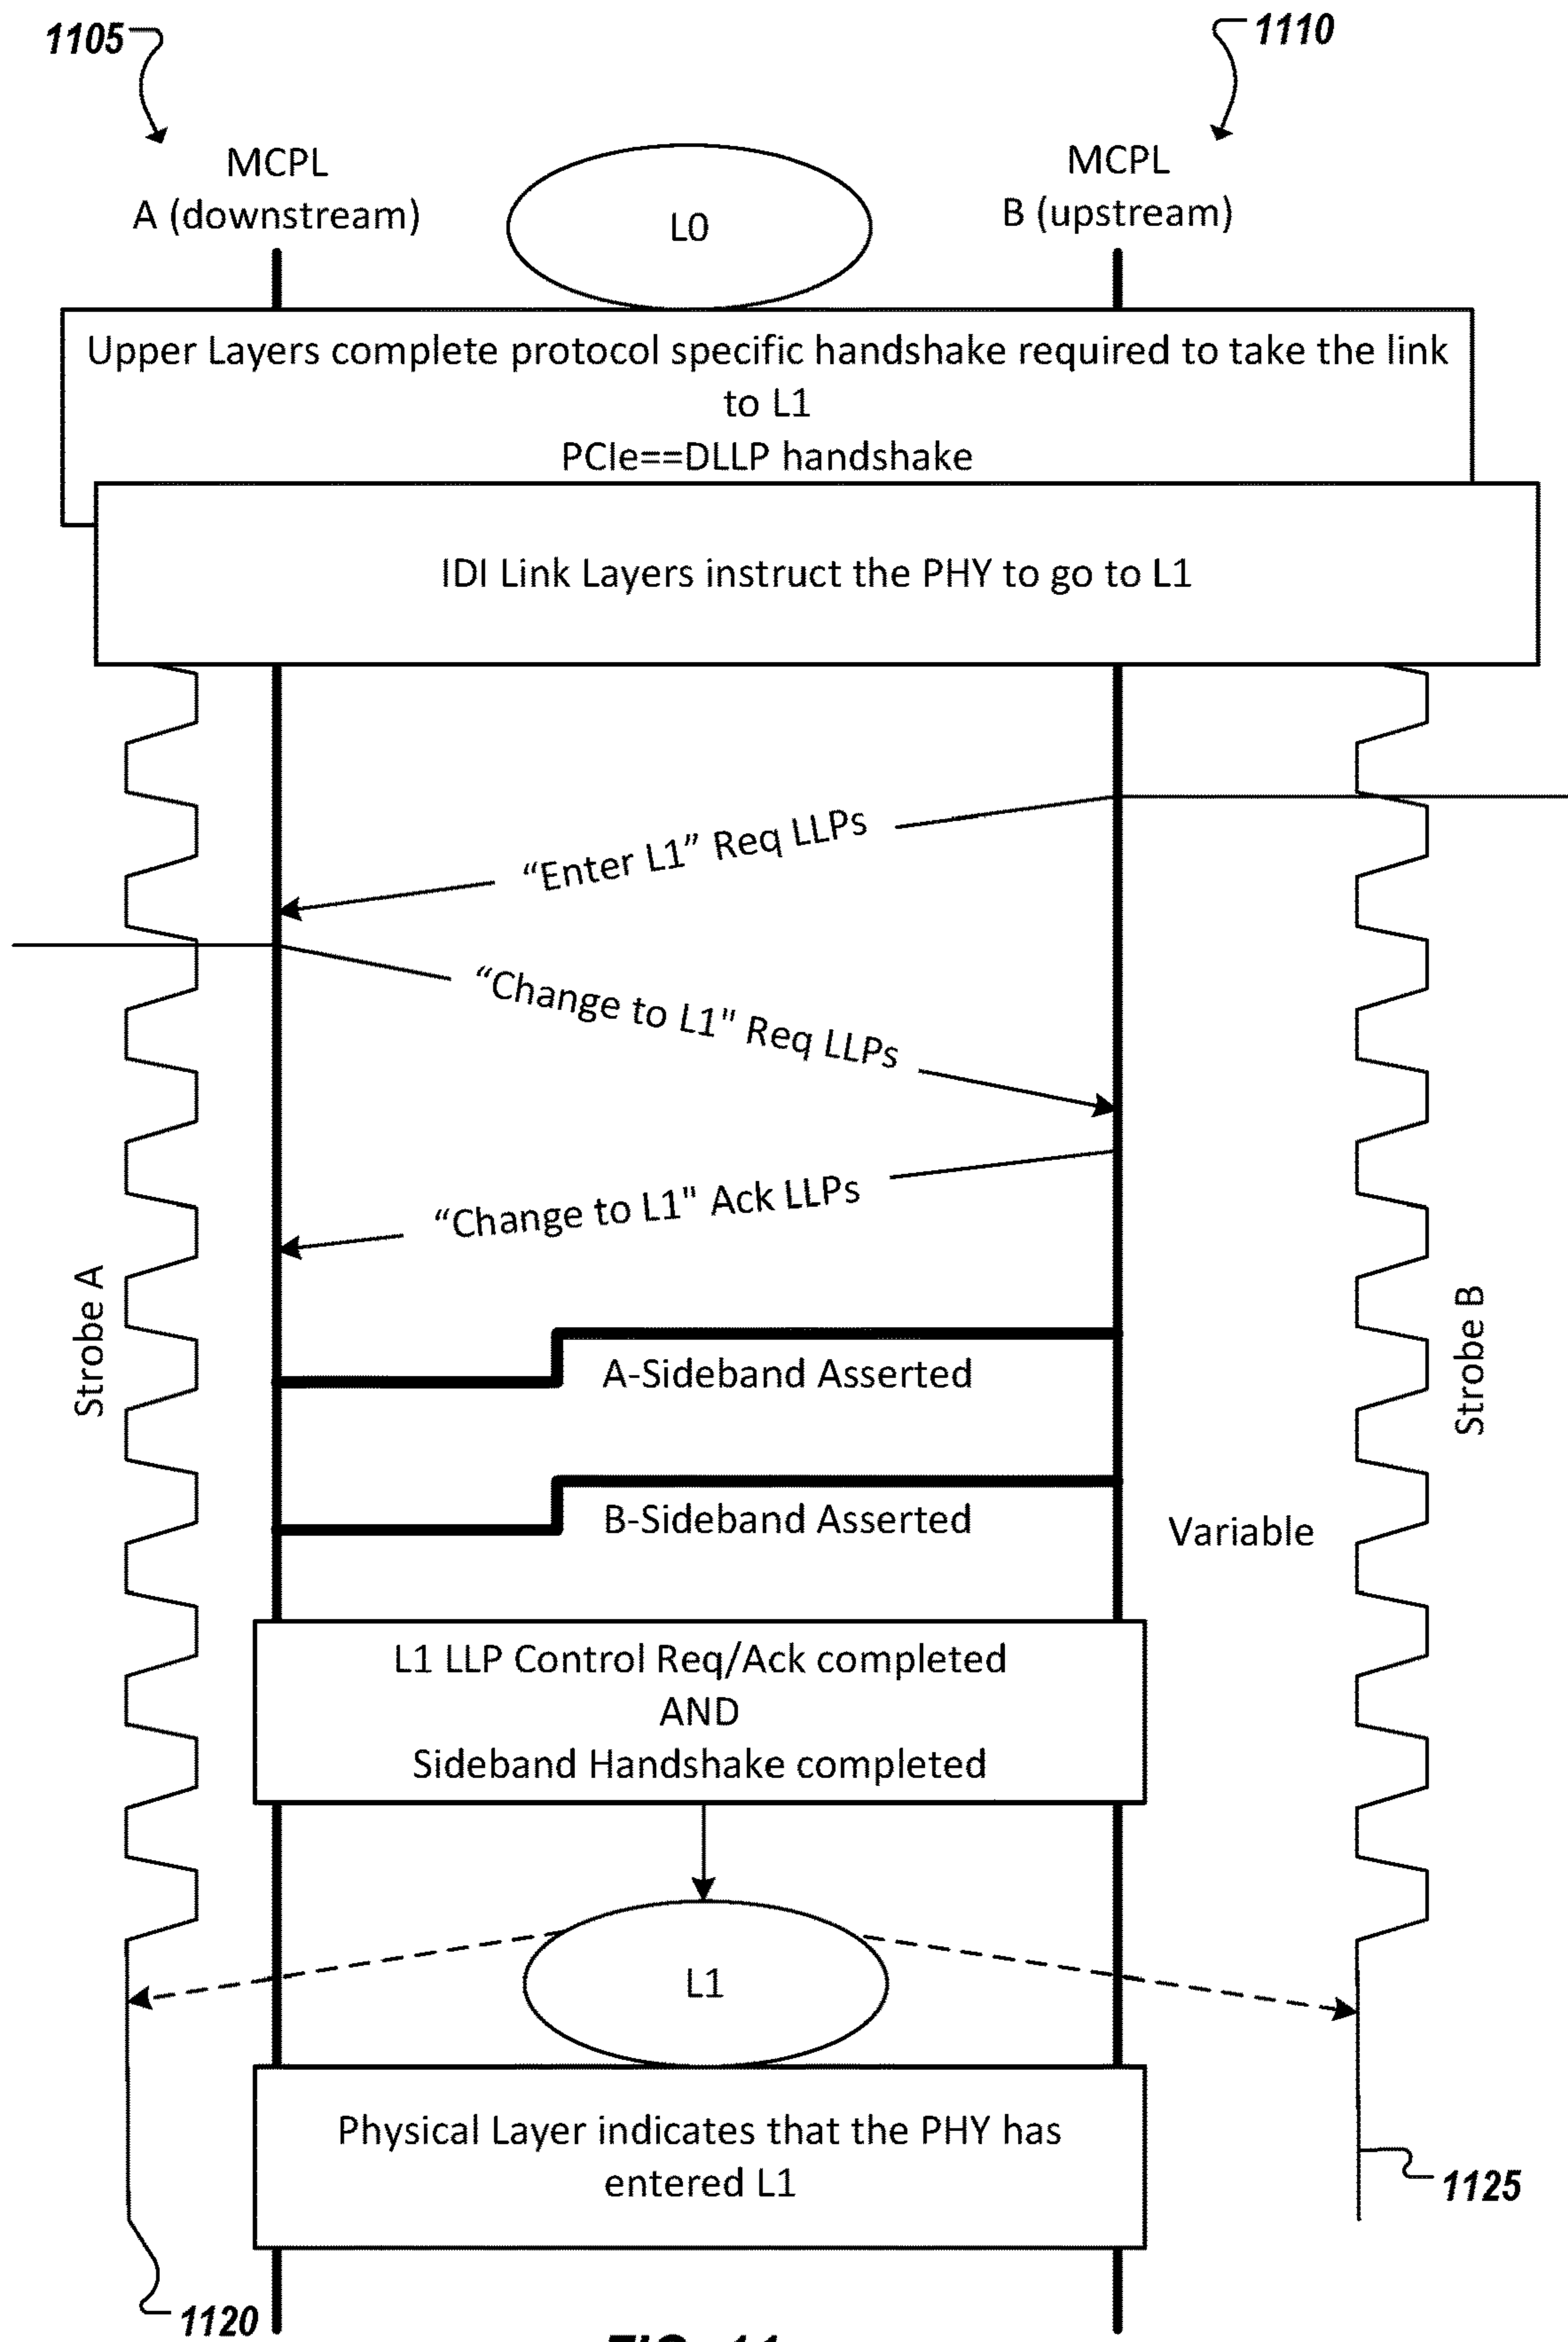 1105
1110
MCPL
A (downstream)
L0
MCPL
B (upstream)
Upper Layers complete protocol specific handshake required to take the link
to L1
PCIe==DLLP handshake
IDI Link Layers instruct the PHY to go to L1
“Enter L1” Req LLPs
“Change to L1" Req LLPs
“Change to L1" Ack LLPs
Strobe A
Strobe B
A-Sideband Asserted
B-Sideband Asserted
Variable
L1 LLP Control Req/Ack completed
AND
Sideband Handshake completed
L1
Physical Layer indicates that the PHY has
entered L1
1125
1120
FIG. 11